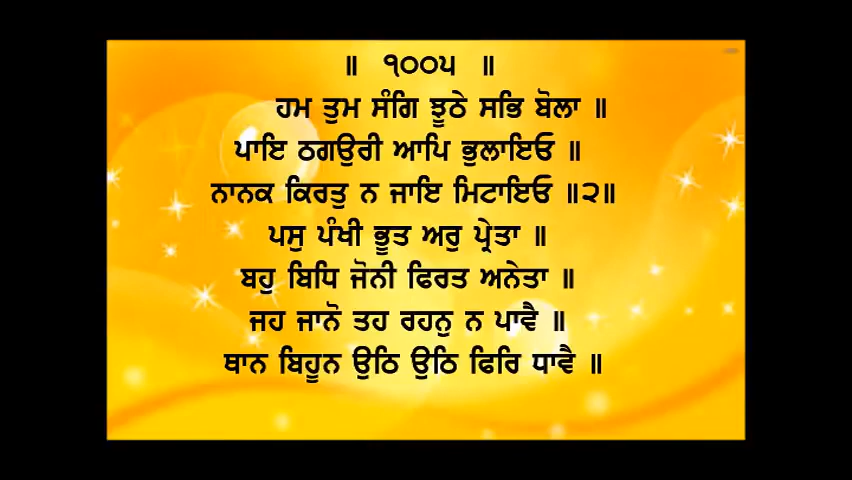 ॥ ੧੦੦੫ ॥
ਹਮ ਤੁਮ ਸੰਗਿ ਝੂਠੇ ਸਭਿ ਬੋਲਾ ॥
ਪਾਇ ਠਗਉਰੀ ਆਪਿ ਭੁਲਾਇਓ ॥
ਨਾਨਕ ਕਿਰਤੁ ਨ ਜਾਇ ਮਿਟਾਇਓ ॥੨॥
ਪਸੁ ਪੰਖੀ ਭੂਤ ਅਰੁ ਪ੍ਰੇਤਾ ॥
ਬਹੁ ਬਿਧਿ ਜੋਨੀ ਫਿਰਤ ਅਨੇਤਾ ॥
ਜਹ ਜਾਨੋ ਤਹ ਰਹਨੁ ਨ ਪਾਵੈ ॥
ਥਾਨ ਬਿਹੂਨ ਉਠਿ ਉਠਿ ਫਿਰਿ ਧਾਵੈ ॥